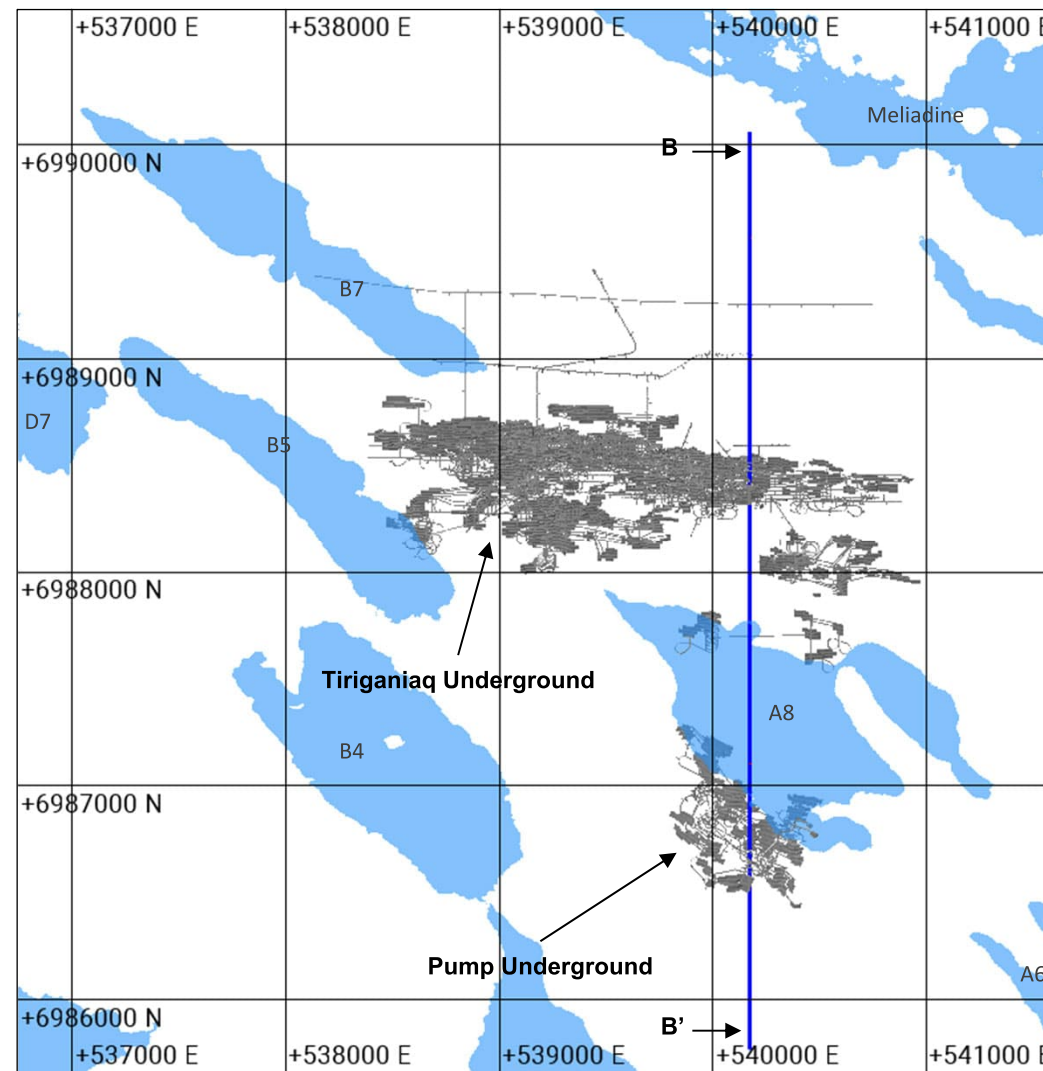 +537000 E
+538000 E
+539000 E
+540000 E
+541000 E
Meliadine
B
+6990000 N
B7
+6989000 N
D7
B5
+6988000 N
Tiriganiaq Underground
A8
B4
+6987000 N
Pump Underground
A6
+6986000 N
B’
+537000 E
+538000 E
+539000 E
+540000 E
+541000 E